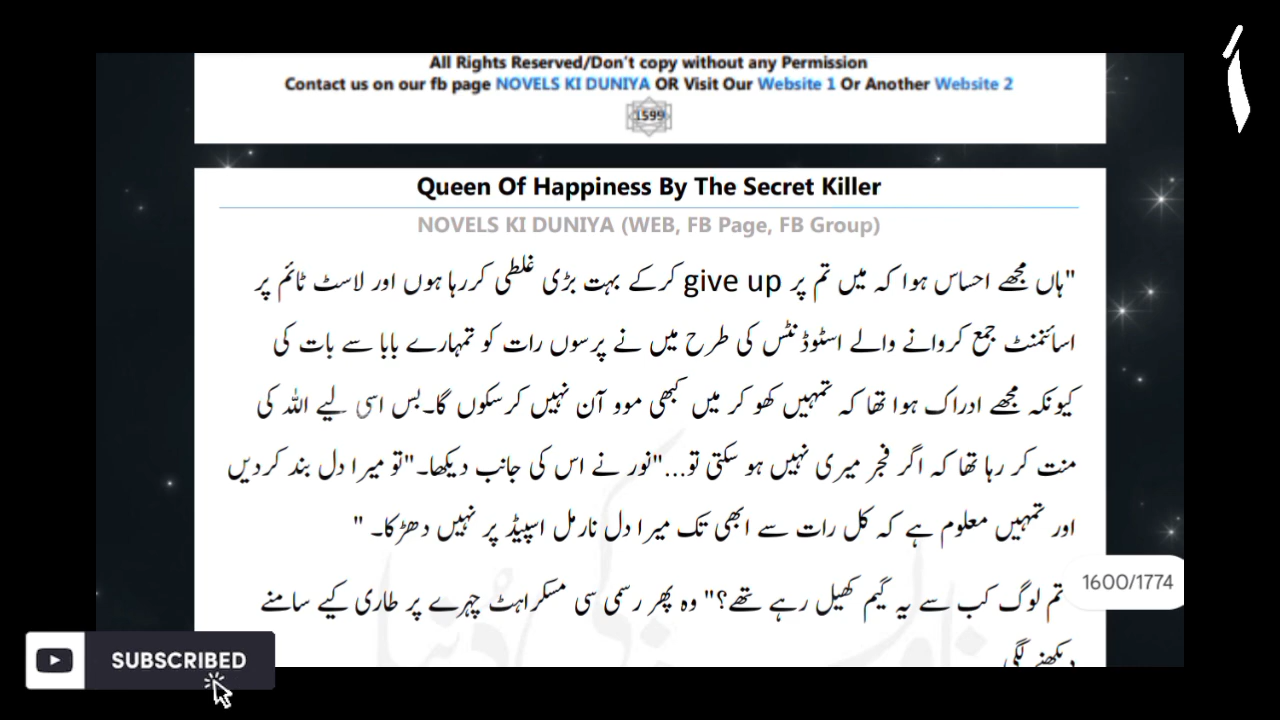 All Rights Reserved/Don't copy without any Permission
Contact us on our fb page NOVELS KI DUNIYA OR Visit Our Website 1 Or Another Website 2
1599
Queen Of Happiness By The Secret Killer
NOVELS KI DUNIYA (WEB, FB Page, FB Group)
"ہاں مجھے احساس ہوا کہ میں تم پر give up کرکے بہت بڑی غلطی کررہا ہوں اور لاسٹ ٹائم پر
اسائنمنٹ جمع کروانے والے اسٹوڈنٹس کی طرح میں نے پرسوں رات کو تمہارے بابا سے بات کی
کیونکہ مجھے ادراک ہوا تھا کہ تمہیں کھو کر میں کبھی موو آن نہیں کرسکوں گا۔بس اسی لیے اللہ کی
منت کر رہا تھا کہ اگر فجر میری نہیں ہو سکتی تو..."نور نے اس کی جانب دیکھا۔"تو میرا دل بند کردیں
اور تمہیں معلوم ہے کہ کل رات سے ابھی تک میرا دل نارمل اسپیڈ پر نہیں دھڑکا۔ "
تم لوگ کب سے یہ گیم کھیل رہے تھے؟" وہ پھر رسمی سی مسکراہٹ چہرے پر طاری کیے سامنے
1600/1774
دیکھنے لگی
SUBSCRIBED